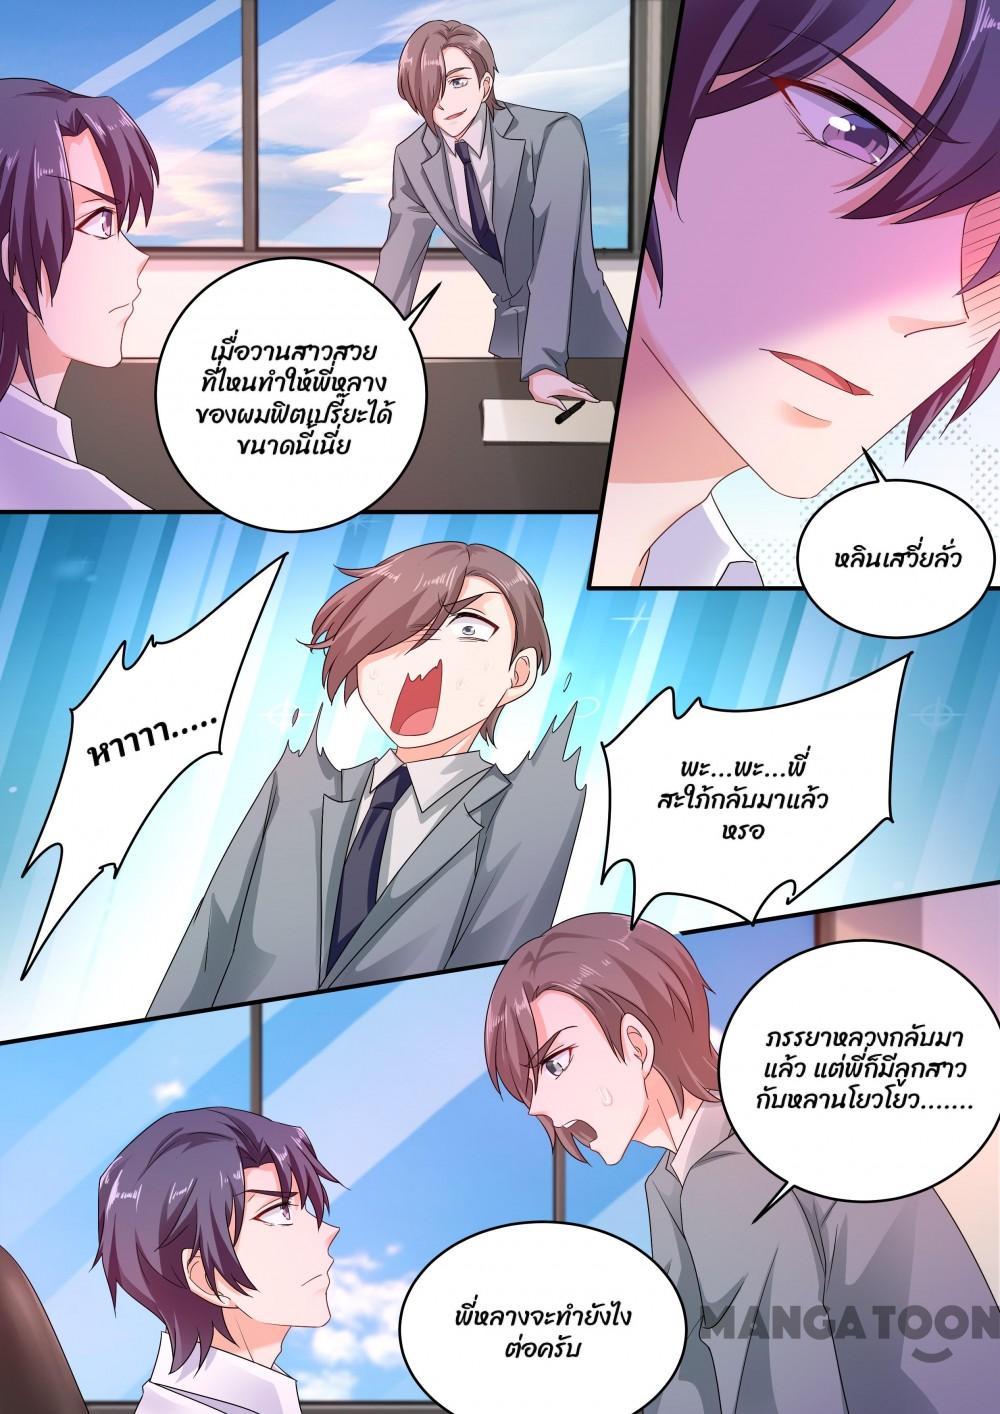 เมื่อวานสาวสวย
ที่ไหนทำให้พี่หลาง
ของผมฟิตเปรี๊ยะได้
ขนาดนี้เนี่ย
หลินเสวี่ยลั่ว
หาาาา.....
พะ...พะ...พี่
สะใภ้กลับมาแล้ว
หรอ
ภรรยาหลวงกลับมา
แล้ว แต่พี่ก็มีลูกสาว
กับหลานโยวโยว.......
พี่หลางจะทำยังไง
ต่อครับ
MANGATOON